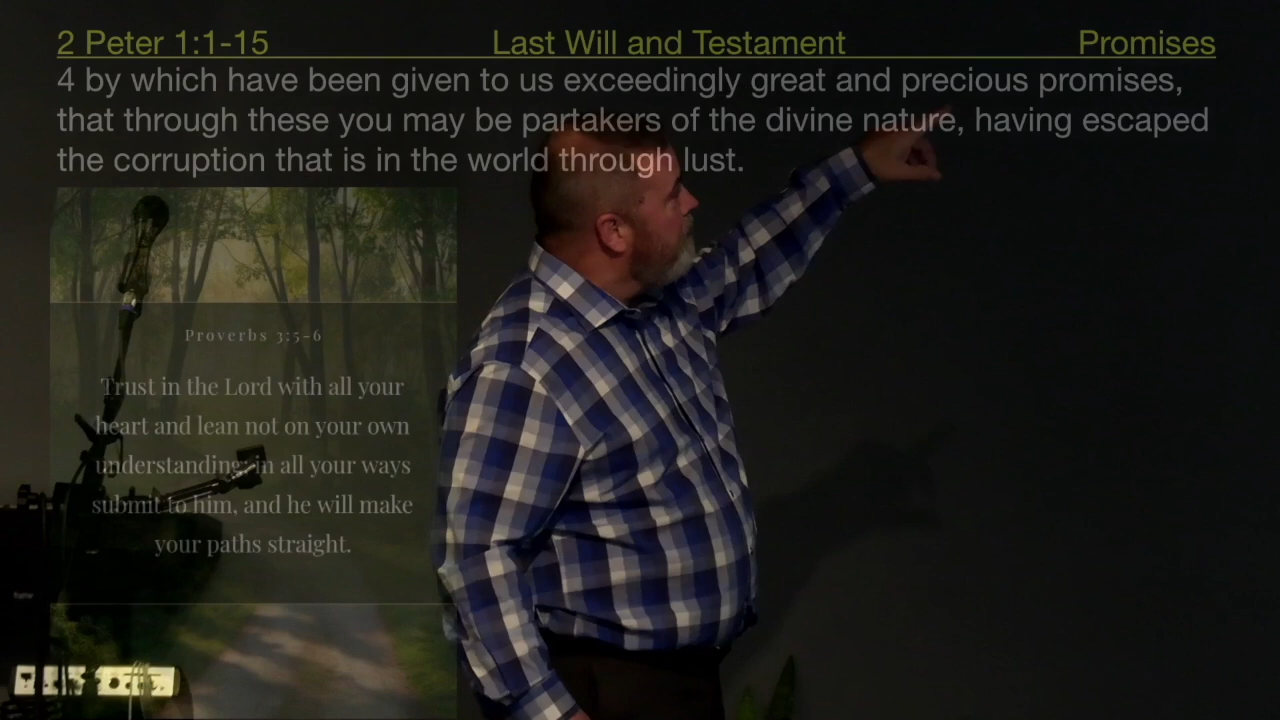 2 Peter 1:1-15 Last Will and Testament Promises
4 by which have been given to us exceedingly great and precious promises,
that through these you may be partakers of the divine nature, having escaped
the corruption that is in the world through lust.
Proverbs 3:5-6
Trust in the Lord with all your
heart and lean not on your own
understanding; in all your ways
submit to him, and he will make
your paths straight.